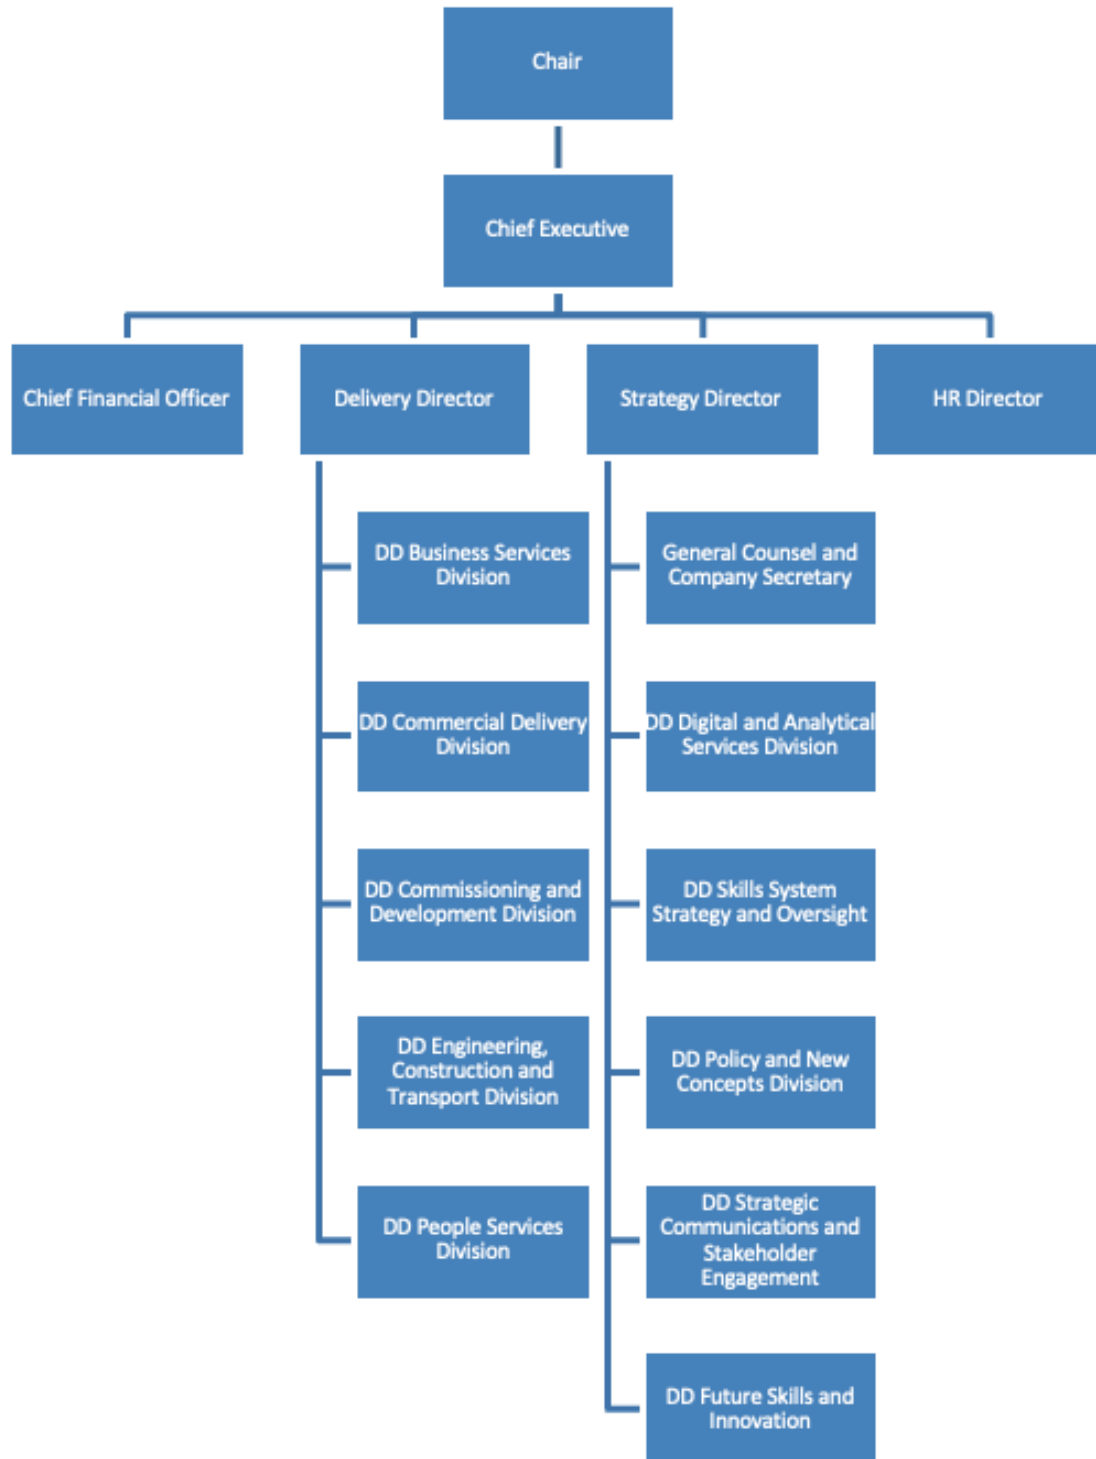 Chair
Chief Executive
Chief Financial Officer
Delivery Director
Strategy Director
HR Director
DD Business Services
Division
General Counsel and
Company Secretary
DD Commercial Delivery
Division
DD Digital and Analytical
Services Division
DD Commissioning and
Development Division
DD Skills System
Strategy and Oversight
DD Engineering,
Construction and
Transport Division
DD Policy and New
Concepts Division
DD People Services
Division
DD Strategic
Communications and
Stakeholder
Engagement
DD Future Skills and
Innovation